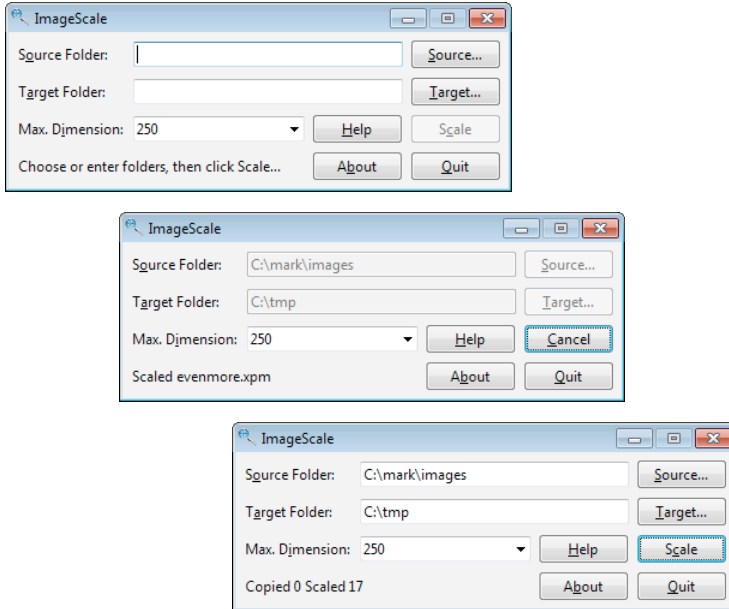 ImageScale
Source Folder: Source...
Target Folder: Target...
Max. Dimension: 250 Help Scale
Choose or enter folders, then click Scale... About Quit
ImageScale
Source Folder: C:\mark\images Source...
Target Folder: C:\tmp Target...
Max. Dimension: 250 Help Cancel
Scaled evenmore.xpm About Quit
ImageScale
Source Folder: C:\mark\images Source...
Target Folder: C:\tmp Target...
Max. Dimension: 250 Help Scale
Copied 0 Scaled 17 About Quit